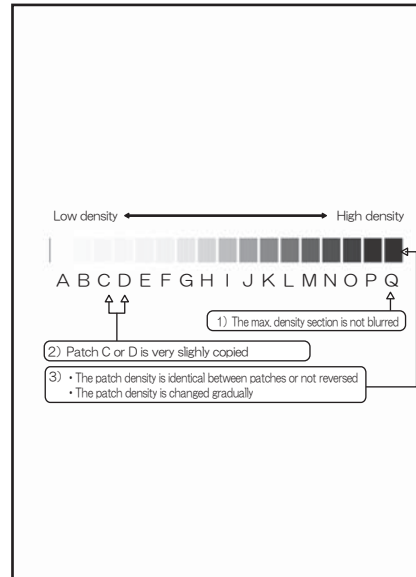 Low density High density
A B C D E F G H I J K L M N O P Q
1) The max. density section is not blurred
2) Patch C or D is very slighly copied
3) • The patch density is identical between patches or not reversed
• The patch density is changed gradually